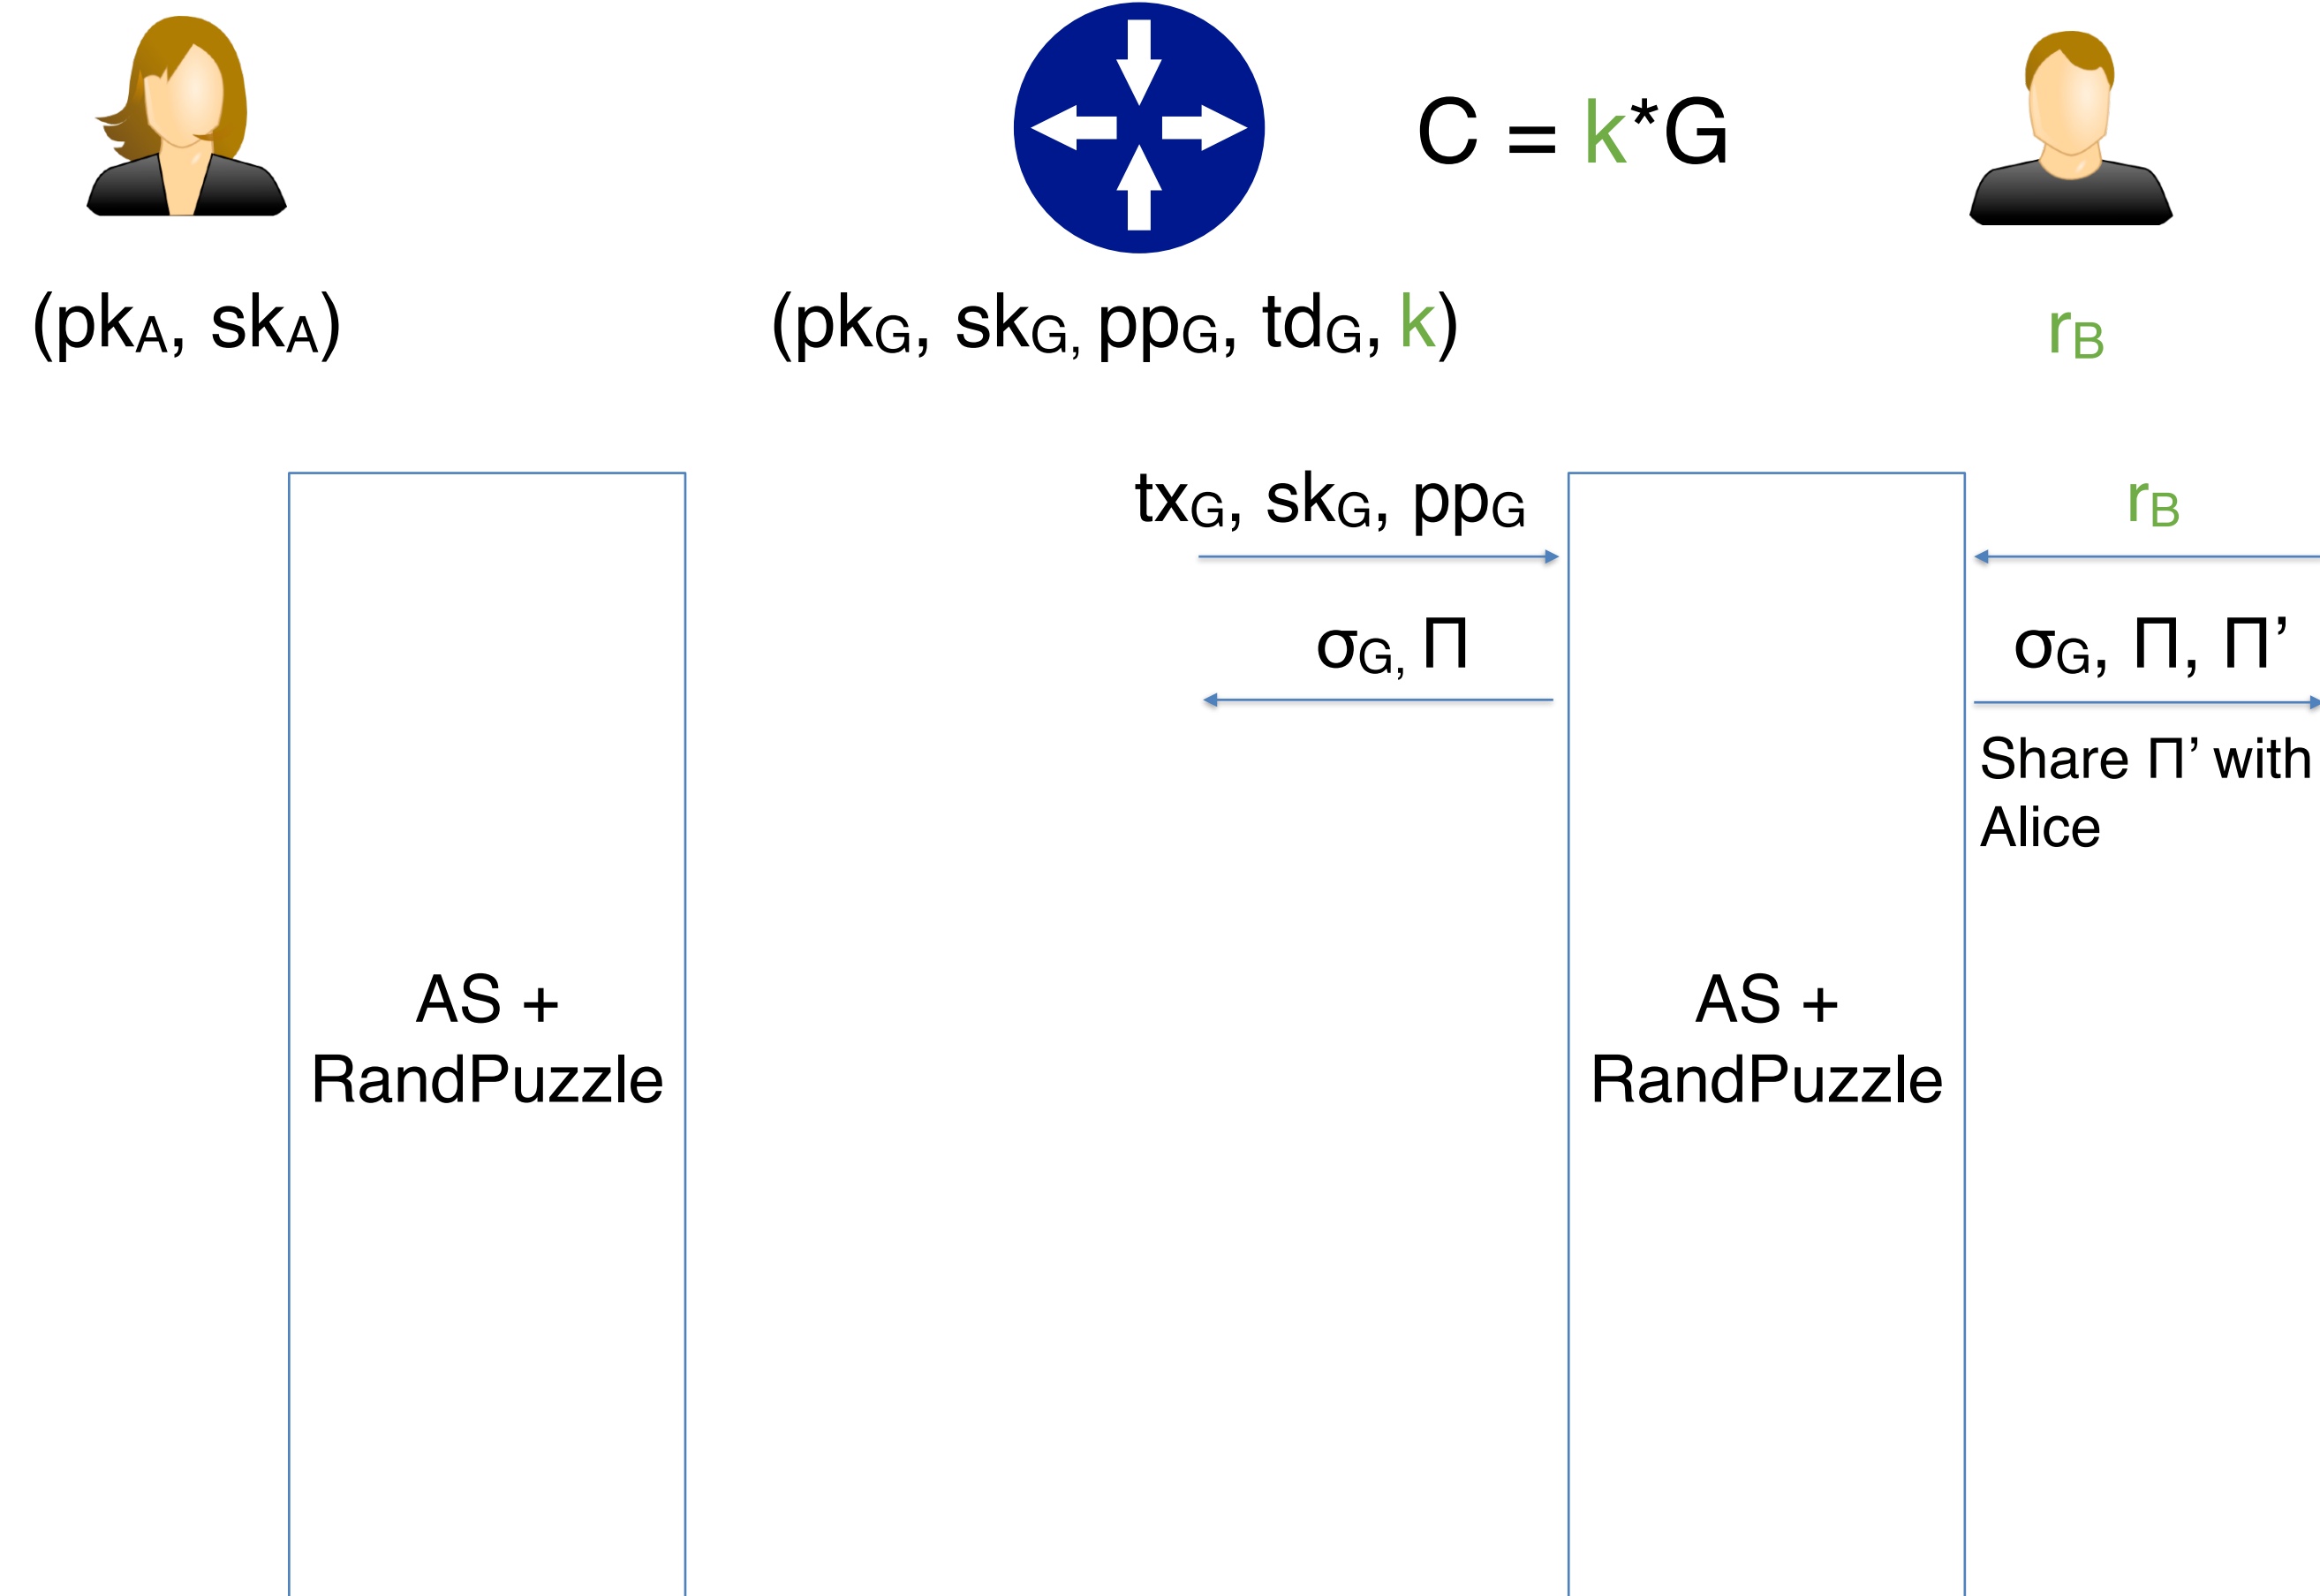 C = k*G
(pkA, skA)
(pkG, skG, ppG, tdG, k)
rB
txG, skG, ppG
rB
σG, Π
σG, Π, Π’
Share Π’ with
Alice
AS +
RandPuzzle
AS +
RandPuzzle